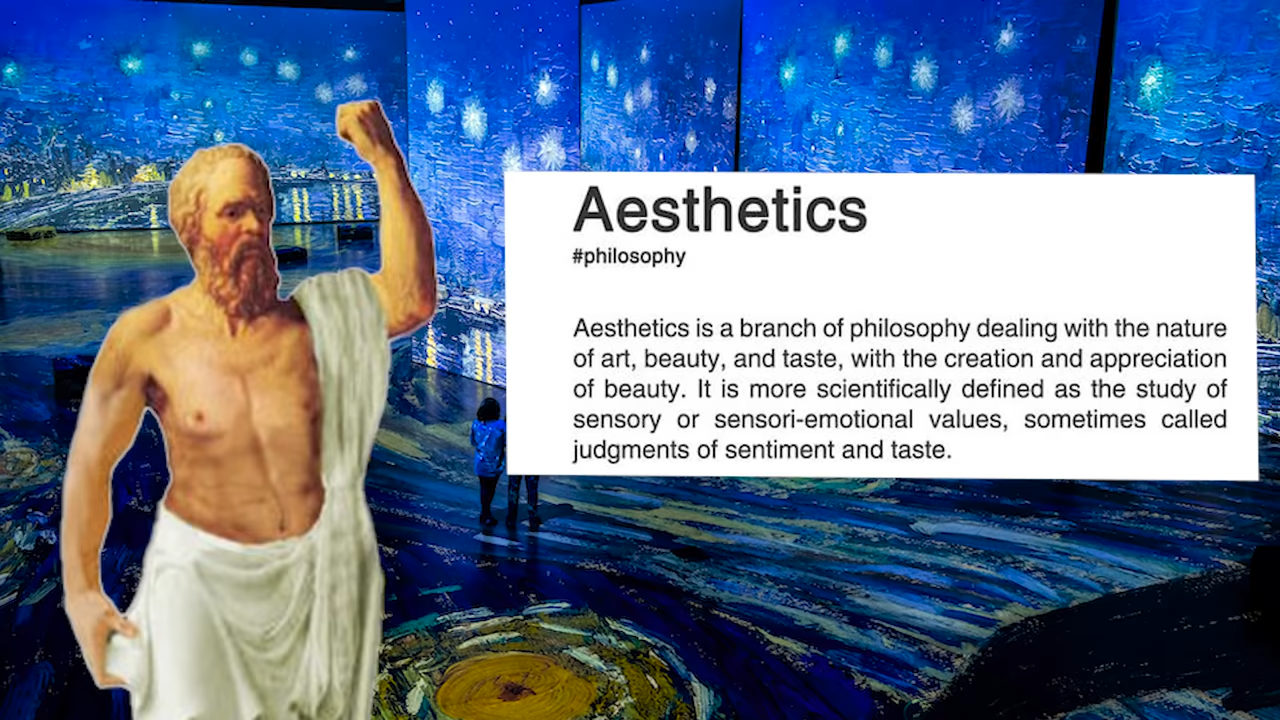 Aesthetics
#philosophy
Aesthetics is a branch of philosophy dealing with the nature
of art, beauty, and taste, with the creation and appreciation
of beauty. It is more scientifically defined as the study of
sensory or sensori-emotional values, sometimes called
judgments of sentiment and taste.